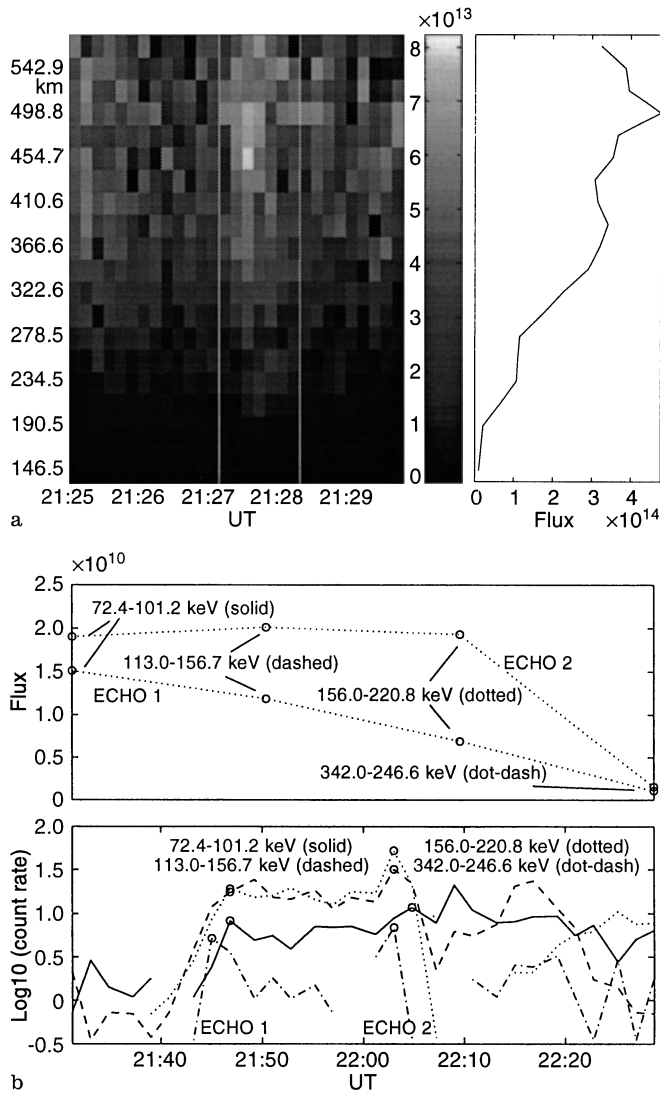 ×10^13
542.9
km
498.8
454.7
410.6
366.6
322.6
278.5
234.5
190.5
146.5
8
7
6
5
4
3
2
1
0
21:25 21:26 21:27 21:28 21:29
UT
0 1 2 3 4
Flux ×10^14
a
×10^10
2.5
2.0
1.5
1.0
0.5
0
Flux
72.4-101.2 keV (solid)
113.0-156.7 keV (dashed)
ECHO 2
ECHO 1
156.0-220.8 keV (dotted)
342.0-246.6 keV (dot-dash)
2.0
1.5
1.0
0.5
0
-0.5
Log10 (count rate)
72.4-101.2 keV (solid) 156.0-220.8 keV (dotted)
113.0-156.7 keV (dashed) 342.0-246.6 keV (dot-dash)
ECHO 1 ECHO 2
21:40 21:50 22:00 22:10 22:20
UT
b